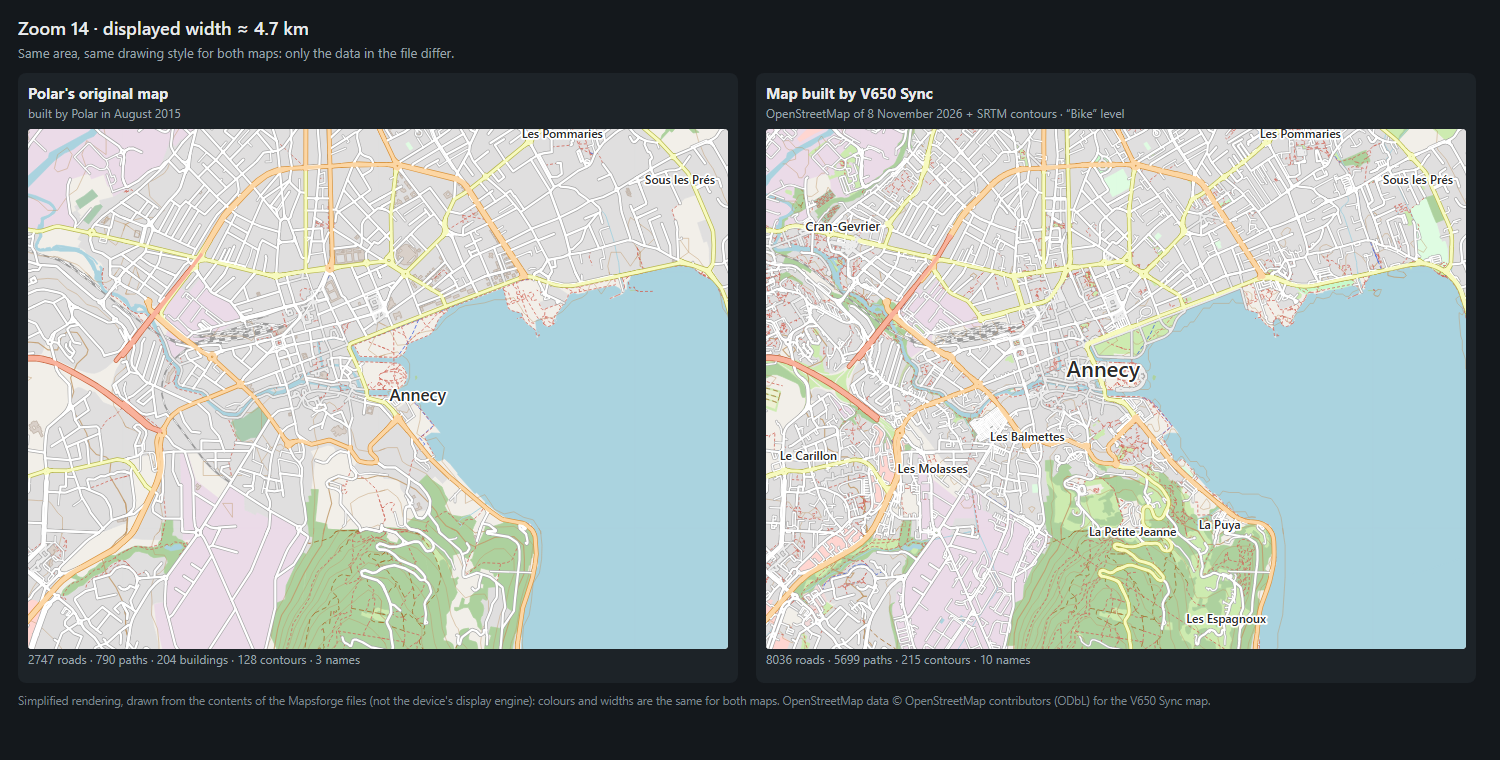 Zoom 14 · displayed width ≈ 4.7 km
Same area, same drawing style for both maps: only the data in the file differ.
Polar's original map
built by Polar in August 2015
Les Pommaries
Sous les Prés
Annecy
2747 roads · 790 paths · 204 buildings · 128 contours · 3 names
Map built by V650 Sync
OpenStreetMap of 8 November 2026 + SRTM contours · “Bike” level
Les Pommaries
Sous les Prés
Cran-Gevrier
Annecy
Les Balmettes
Le Carillon
Les Molasses
La Puya
La Petite Jeanne
Les Espagnoux
8036 roads · 5699 paths · 215 contours · 10 names
Simplified rendering, drawn from the contents of the Mapsforge files (not the device's display engine): colours and widths are the same for both maps. OpenStreetMap data © OpenStreetMap contributors (ODbL) for the V650 Sync map.